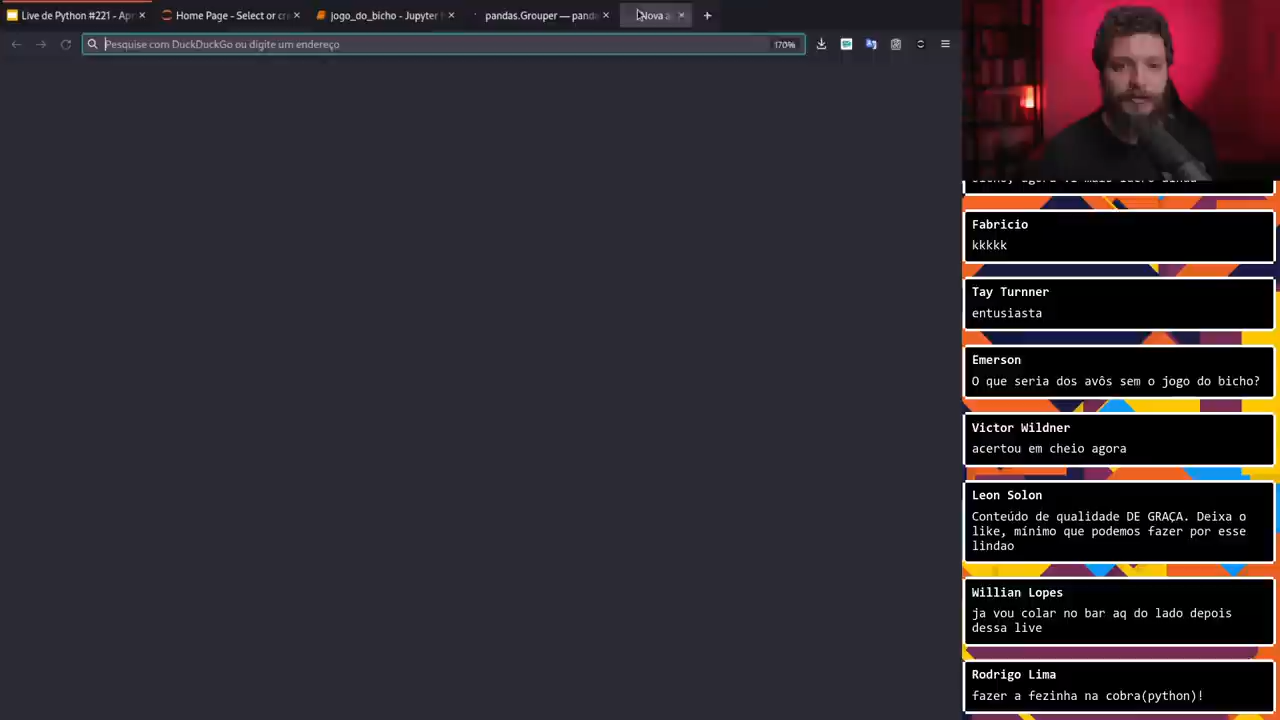 Live de Python #221 - Ap
Home Page - Select or cre
jogo_do_bicho - Jupyter
pandas.Grouper — panda
Nova a
Pesquise com DuckDuckGo ou digite um endereço
170%
Fabricio
kkkkk
Tay Turnner
entusiasta
Emerson
O que seria dos avôs sem o jogo do bicho?
Victor Wildner
acertou em cheio agora
Leon Solon
Conteúdo de qualidade DE GRAÇA. Deixa o
like, mínimo que podemos fazer por esse
lindao
Willian Lopes
ja vou colar no bar aq do lado depois
dessa live
Rodrigo Lima
fazer a fezinha na cobra(python)!